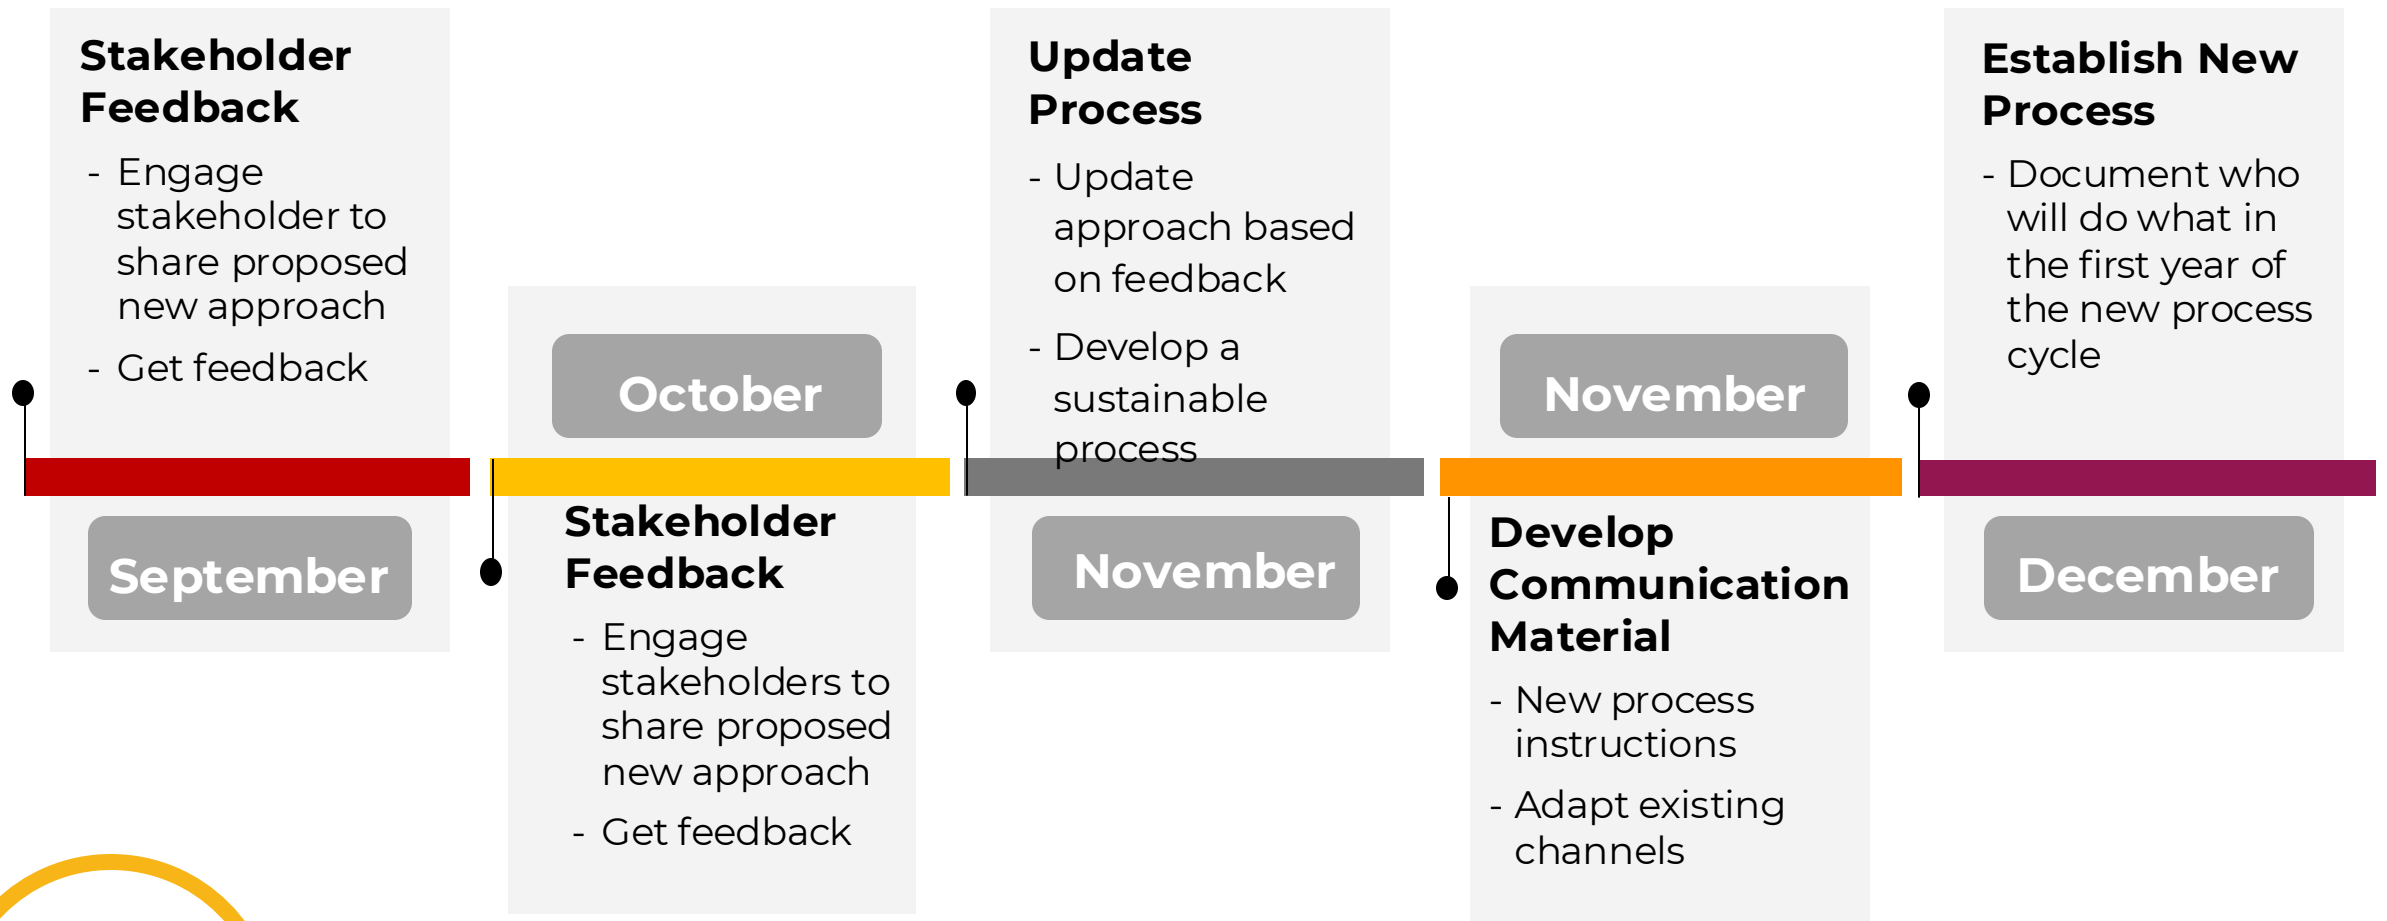 Stakeholder
Feedback
- Engage
stakeholder to
share proposed
new approach
- Get feedback
September
October
Stakeholder
Feedback
- Engage
stakeholders to
share proposed
new approach
- Get feedback
Update
Process
- Update
approach based
on feedback
- Develop a
sustainable
process
November
November
Develop
Communication
Material
- New process
instructions
- Adapt existing
channels
Establish New
Process
- Document who
will do what in
the first year of
the new process
cycle
December